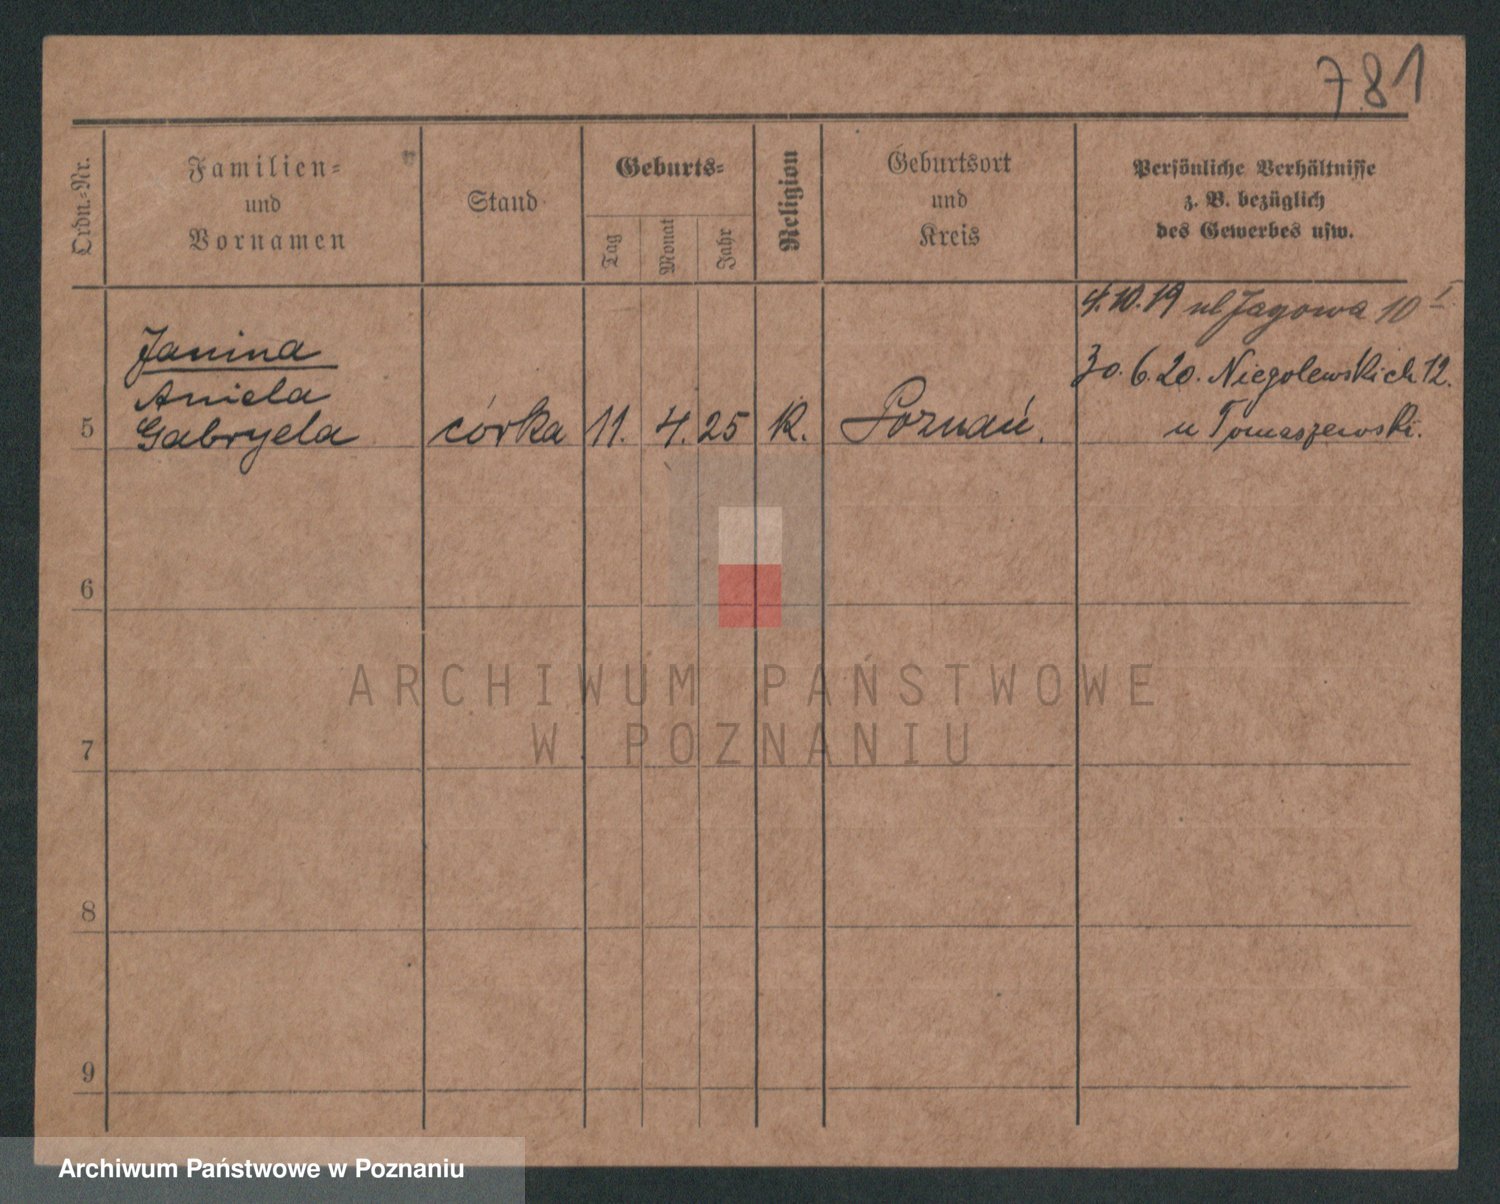 781
Ordn.-Nr.
Familien-
und
Vornamen
Stand
Geburts-
Tag
Monat
Jahr
Religion
Geburtsort
und
Kreis
Persönliche Verhältnisse
z. B. bezüglich
des Gewerbes usw.
4.10.19 ul Jagowa 10 I
30.6.20. Niegolewskich 12.
u Tomaszewski.
Janina
Aniela
5 Gabryela córka 11. 4. 25 K. Poznań.
6
7
8
9
ARCHIWUM PAŃSTWOWE
W POZNANIU
Archiwum Państwowe w Poznaniu